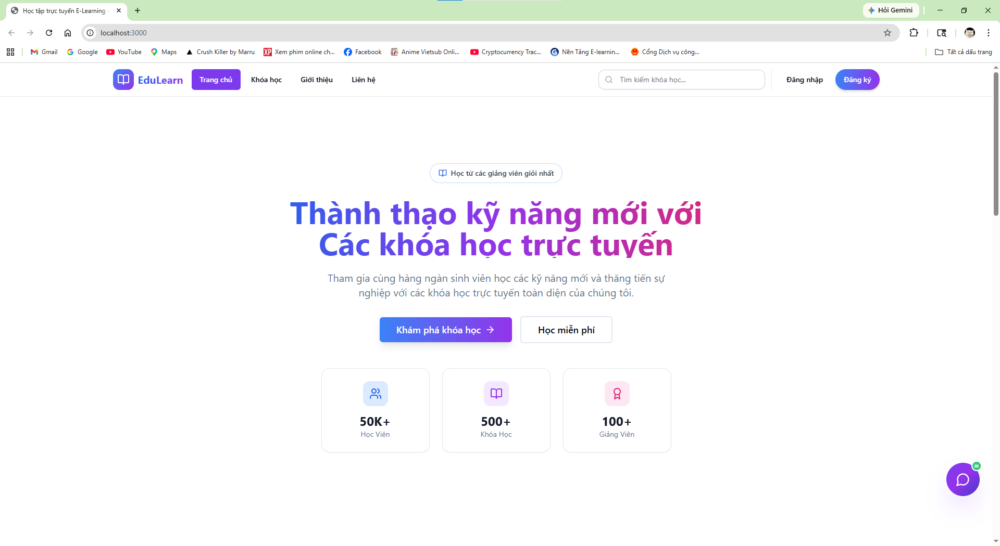 Học tập trực tuyến E-Learning
Hỏi Gemini
localhost:3000
Gmail
Google
YouTube
Maps
Crush Killer by Marru
XP
Xem phim online ch...
Facebook
Anime Vietsub Onli...
Cryptocurrency Trac...
Nền Tảng E-learnin...
Cổng Dịch vụ công...
Tất cả dấu trang
EduLearn
Trang chủ
Khóa học
Giới thiệu
Liên hệ
Tìm kiếm khóa học...
Đăng nhập
Đăng ký
Học từ các giảng viên giỏi nhất
Thành thạo kỹ năng mới với
Các khóa học trực tuyến
Tham gia cùng hàng ngàn sinh viên học các kỹ năng mới và thăng tiến sự
nghiệp với các khóa học trực tuyến toàn diện của chúng tôi.
Khám phá khóa học
Học miễn phí
50K+
Học Viên
500+
Khóa Học
100+
Giảng Viên
AI